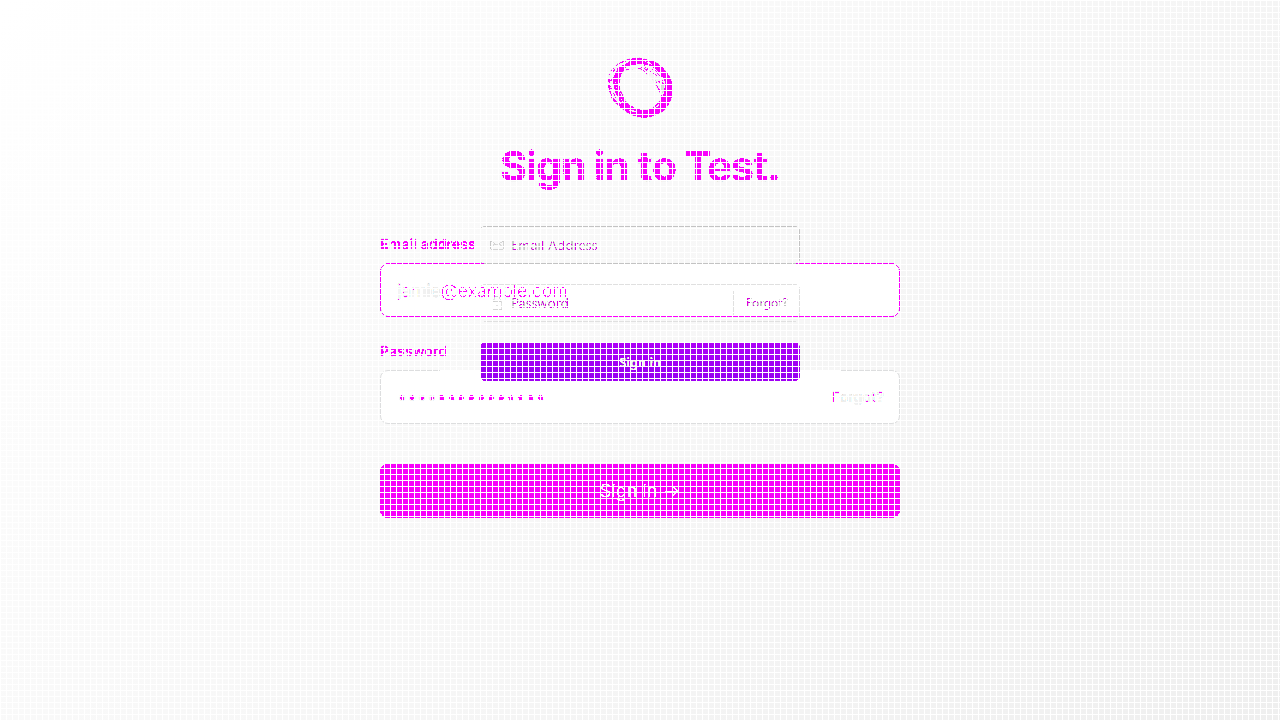 Sign in to Test.
Email address
Email Address
jamie@example.com
Password
Forgot?
Password
Sign in
Forgot?
Sign in →